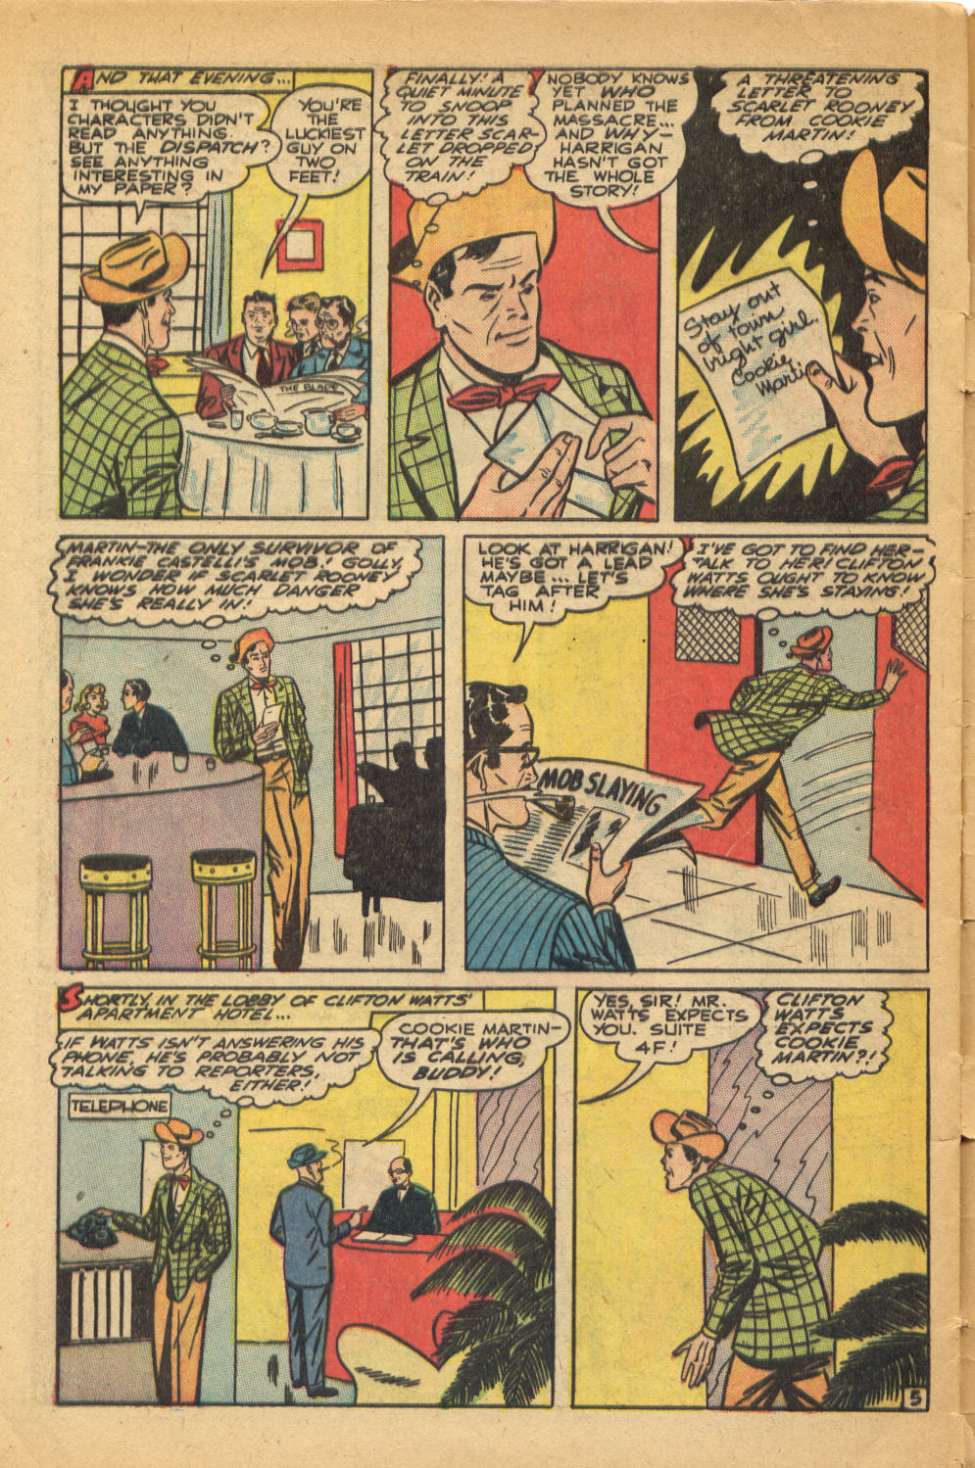 AND THAT EVENING...
I THOUGHT YOU
CHARACTERS DIDN'T
READ ANYTHING
BUT THE DISPATCH?
SEE ANYTHING
INTERESTING IN
MY PAPER?
YOU'RE
THE
LUCKIEST
GUY ON
TWO
FEET!
THE BLADE
FINALLY! A
QUIET MINUTE
TO SNOOP
INTO THIS
LETTER SCAR-
LET DROPPED
ON THE
TRAIN!
NOBODY KNOWS
YET WHO
PLANNED THE
MASSACRE...
AND WHY—
HARRIGAN
HASN'T GOT
THE WHOLE
STORY!
A THREATENING
LETTER TO
SCARLET ROONEY
FROM COOKIE
MARTIN!
Stay out
of town,
bright girl.
Cookie
Martin
MARTIN—THE ONLY SURVIVOR OF
FRANKIE CASTELLI'S MOB! GOLLY,
I WONDER IF SCARLET ROONEY
KNOWS HOW MUCH DANGER
SHE'S REALLY IN!
LOOK AT HARRIGAN!
HE'S GOT A LEAD
MAYBE... LET'S
TAG AFTER
HIM!
I'VE GOT TO FIND HER—
TALK TO HER! CLIFTON
WATTS OUGHT TO KNOW
WHERE SHE'S STAYING!
MOB SLAYING
SHORTLY, IN THE LOBBY OF CLIFTON WATTS'
APARTMENT HOTEL...
IF WATTS ISN'T ANSWERING HIS
PHONE, HE'S PROBABLY NOT
TALKING TO REPORTERS,
EITHER!
TELEPHONE
COOKIE MARTIN—
THAT'S WHO
IS CALLING,
BUDDY!
YES, SIR! MR.
WATTS EXPECTS
YOU. SUITE
4F!
CLIFTON
WATTS
EXPECTS
COOKIE
MARTIN?!
5